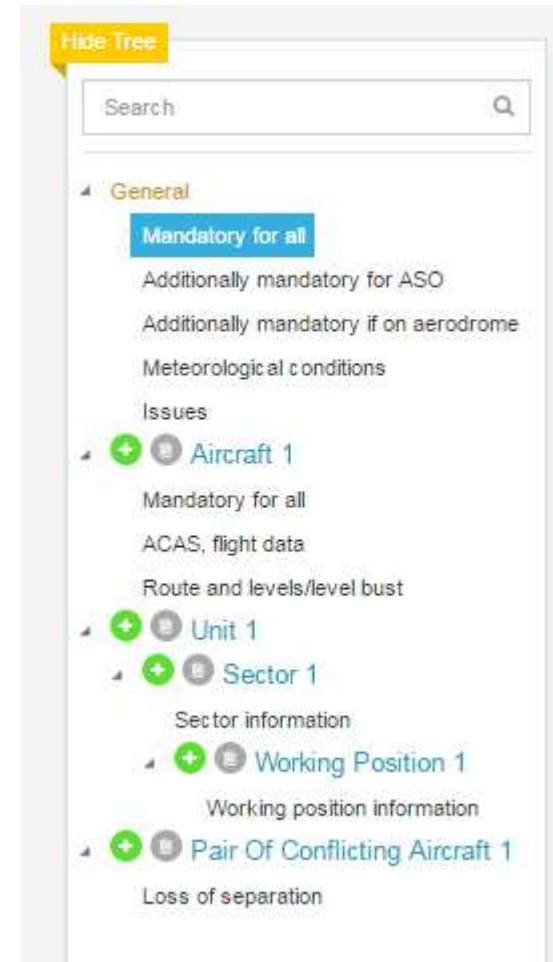 Hide Tree
Search
General
Mandatory for all
Additionally mandatory for ASO
Additionally mandatory if on aerodrome
Meteorological conditions
Issues
Aircraft 1
Mandatory for all
ACAS, flight data
Route and levels/level bust
Unit 1
Sector 1
Sector information
Working Position 1
Working position information
Pair Of Conflicting Aircraft 1
Loss of separation